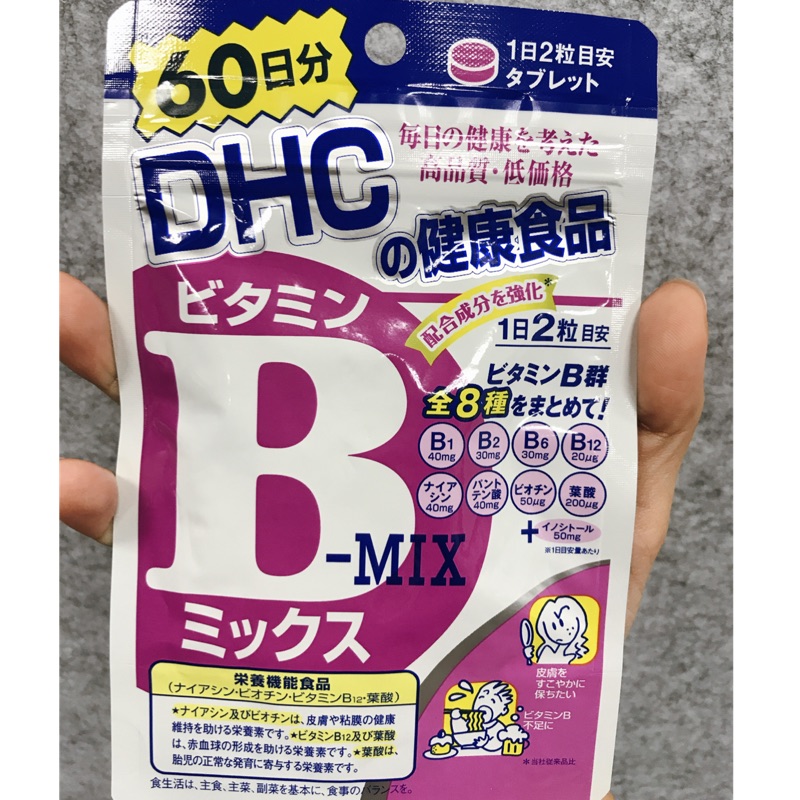 60日分
1日2粒目安
タブレット
毎日の健康を考えた
高品質・低価格
DHC
の健康食品
配合成分を強化*
1日2粒目安
ビタミン
B
-MIX
ミックス
ビタミンB群
全8種をまとめて!
B1 40mg
B2 30mg
B6 30mg
B12 20μg
ナイアシン 40mg
パントテン酸 40mg
ビオチン 50μg
葉酸 200μg
+イノシトール 50mg
※1日目安量あたり
皮膚を
すこやかに
保ちたい
ビタミンB
不足に
*当社従来品比
栄養機能食品
(ナイアシン・ビオチン・ビタミンB12・葉酸)
★ナイアシン及びビオチンは、皮膚や粘膜の健康
維持を助ける栄養素です。★ビタミンB12及び葉酸
は、赤血球の形成を助ける栄養素です。★葉酸は、
胎児の正常な発育に寄与する栄養素です。
食生活は、主食、主菜、副菜を基本に、食事のバランスを。